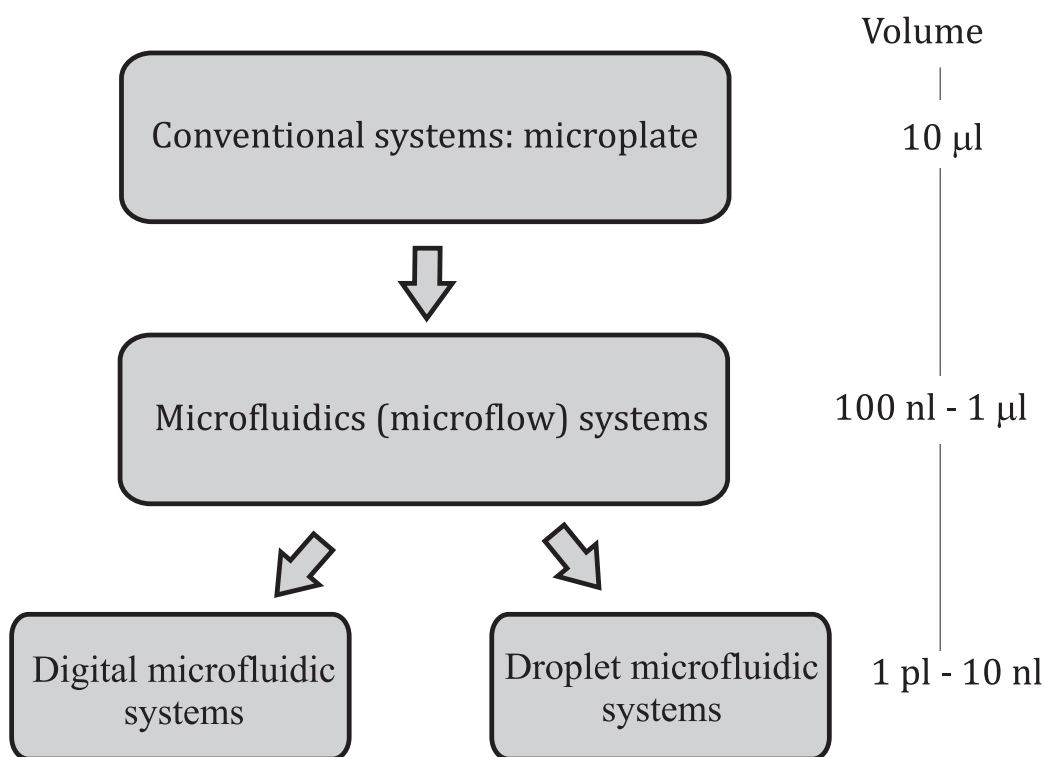 Volume
Conventional systems: microplate
10 μl
Microfluidics (microflow) systems
100 nl - 1 μl
Digital microfluidic
systems
Droplet microfluidic
systems
1 pl - 10 nl